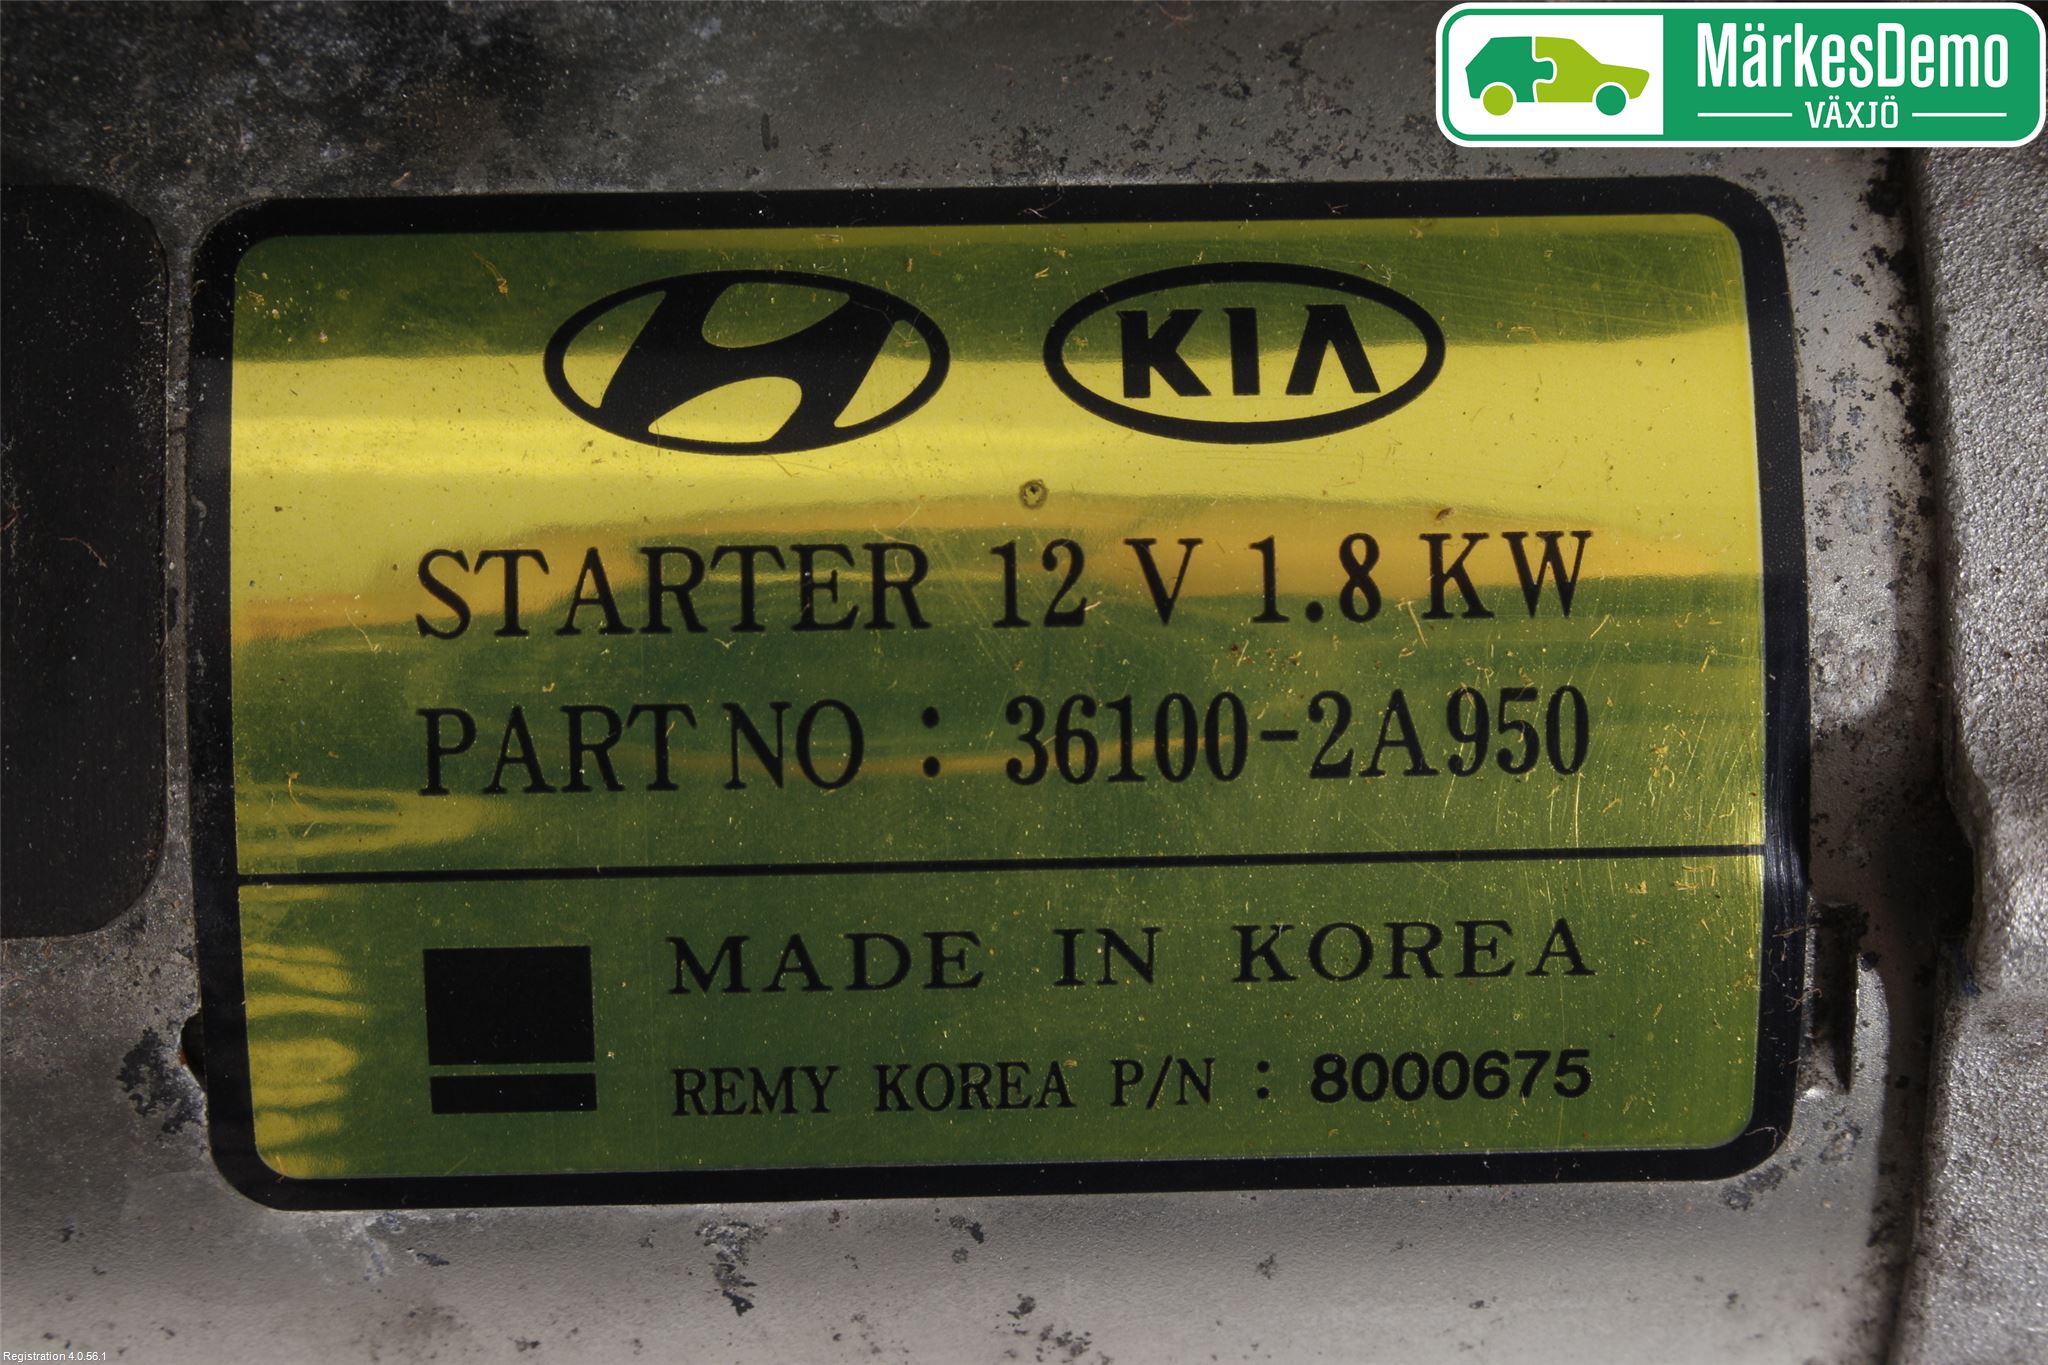 MärkesDemo
VÄXJÖ
KIA
STARTER 12 V 1.8 KW
PART NO : 36100-2A950
MADE IN KOREA
REMY KOREA P/N : 8000675
Registration 4.0.56.1